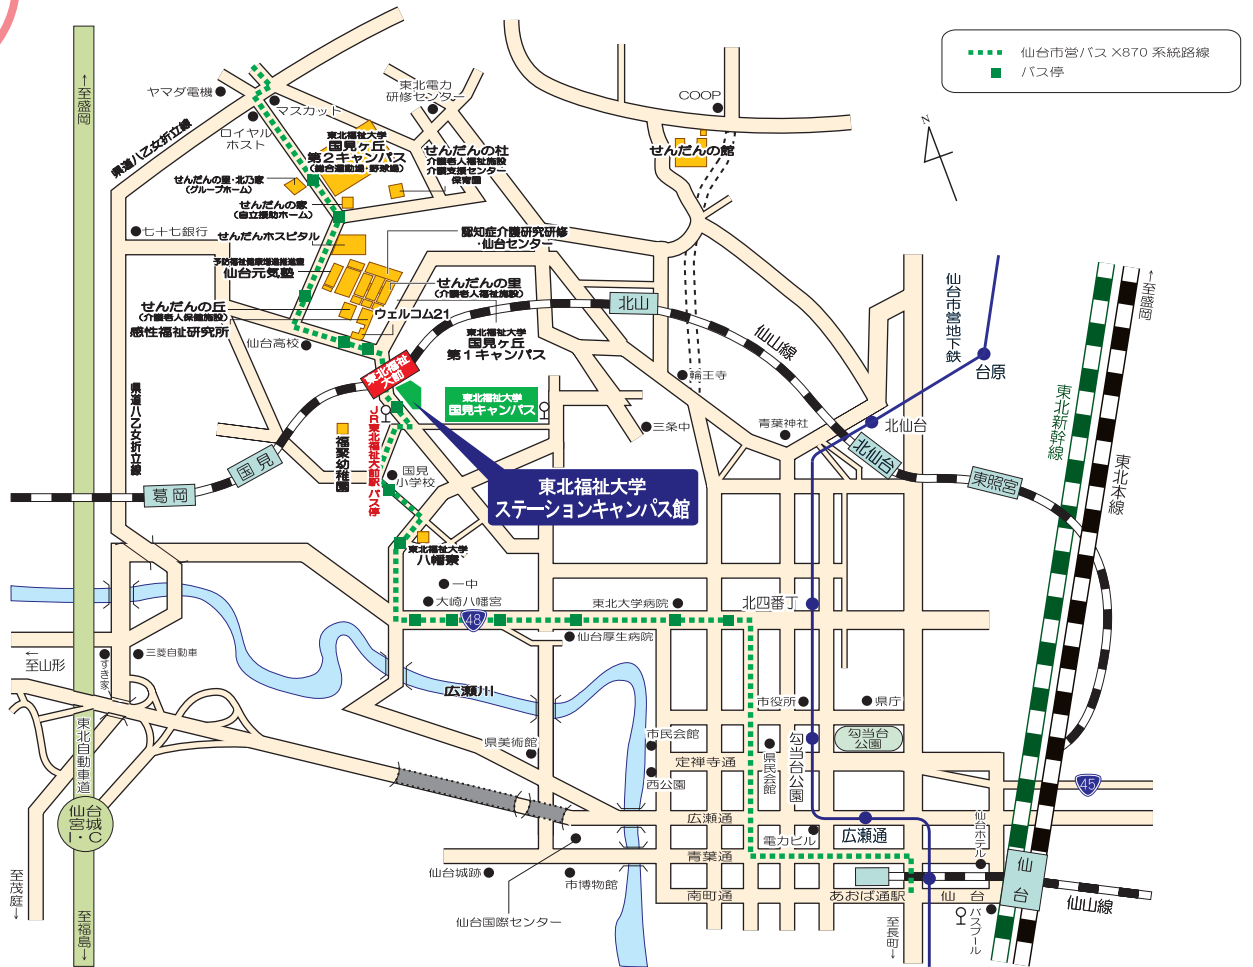 仙台市営バス X870 系統路線
バス停
N
←至盛岡
ヤマダ電機
マスカット
ロイヤル
ホスト
東北電力
研修センター
COOP
県道八乙女折立線
東北福祉大学
国見ヶ丘
第2キャンパス
(総合運動場・野球場)
せんだんの杜
介護老人福祉施設
介護支援センター
保育園
せんだんの館
せんだんの里・北乃家
(グループホーム)
せんだんの家
(自立援助ホーム)
七十七銀行
せんだんホスピタル
認知症介護研究研修
・仙台センター
予防福祉健康増進推進室
仙台元気塾
せんだんの里
(介護老人福祉施設)
せんだんの丘
(介護老人保健施設)
感性福祉研究所
ウェルコム21
仙台高校
東北福祉大学
国見ヶ丘
第1キャンパス
北山
仙山線
仙台市営地下鉄
台原
←至盛岡
東北福祉
大前
東北福祉大学
国見キャンパス
輪王寺
県道八乙女折立線
JR東北福祉大前駅 バス停
福聚幼稚園
三条中
青葉神社
北仙台
北仙台
東北新幹線
東北本線
国見
葛岡
国見
小学校
東照宮
東北福祉大学
ステーションキャンパス館
東北福祉大学
八幡寮
一中
大崎八幡宮
東北大学病院
北四番丁
48
仙台厚生病院
←
至山形
すき家
三菱自動車
広瀬川
市役所
県庁
東北自動車道
県美術館
市民会館
勾当台
公園
勾当台公園
定禅寺通
県民会館
西公園
45
仙台
宮城
I・C
広瀬通
広瀬通
電力ビル
仙台ホテル
青葉通
仙台城跡
市博物館
南町通
あおば通駅
仙台
仙台
仙山線
至茂庭→
至福島→
仙台国際センター
至長町→
バスプール